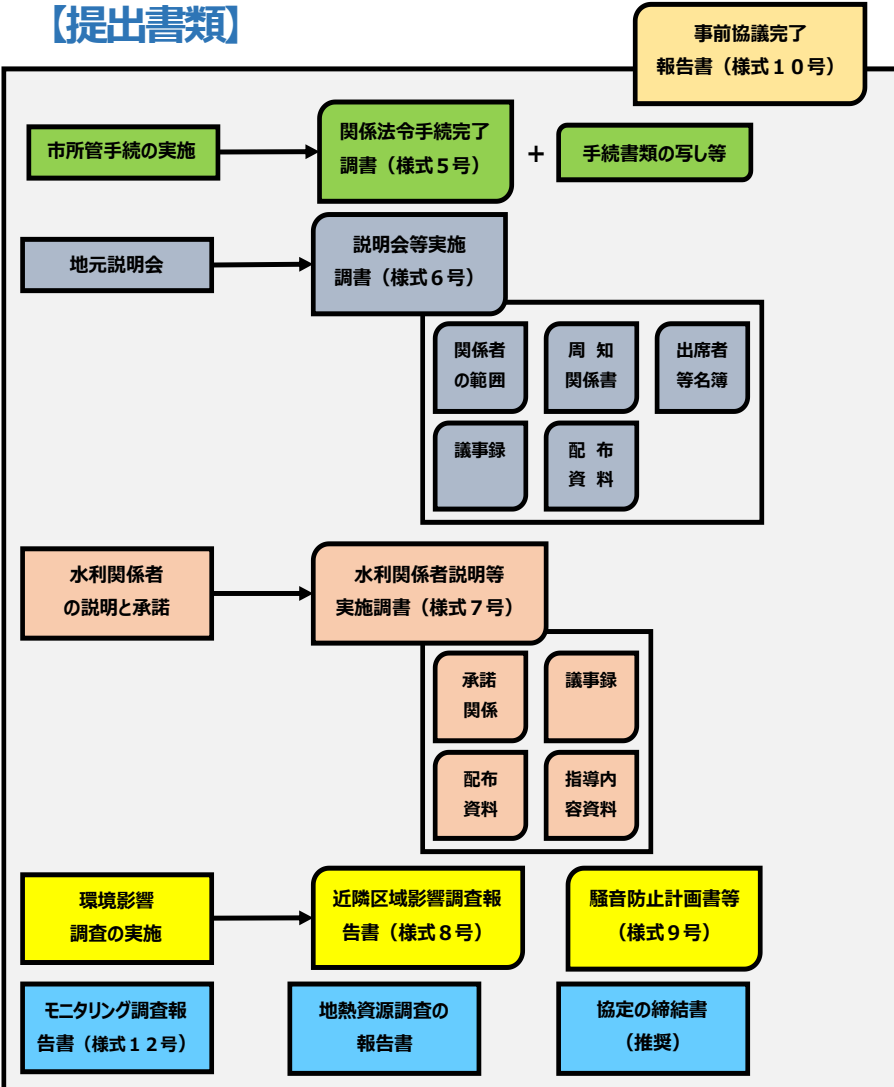 【提出書類】
事前協議完了
報告書（様式１０号）
市所管手続の実施
関係法令手続完了
調書（様式５号）
+
手続書類の写し等
地元説明会
説明会等実施
調書（様式６号）
関係者
の範囲
周 知
関係書
出席者
等名簿
議事録
配 布
資 料
水利関係者
の説明と承諾
水利関係者説明等
実施調書（様式７号）
承諾
関係
議事録
配布
資料
指導内
容資料
環境影響
調査の実施
近隣区域影響調査報
告書（様式８号）
騒音防止計画書等
（様式９号）
モニタリング調査報
告書（様式１２号）
地熱資源調査の
報告書
協定の締結書
（推奨）